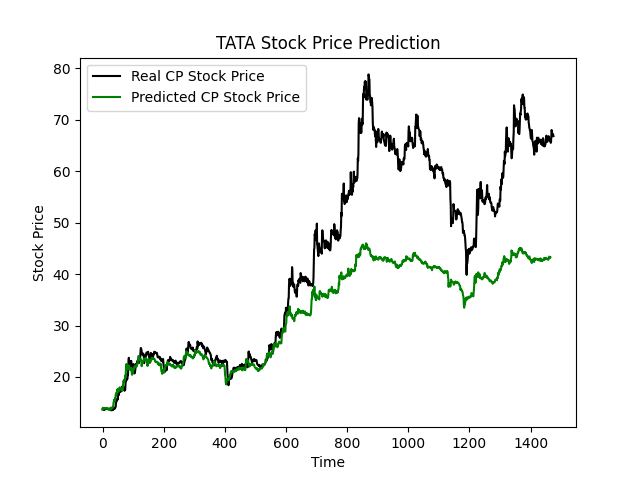 TATA Stock Price Prediction
Real CP Stock Price
Predicted CP Stock Price
Stock Price
80
70
60
50
40
30
20
0 200 400 600 800 1000 1200 1400
Time